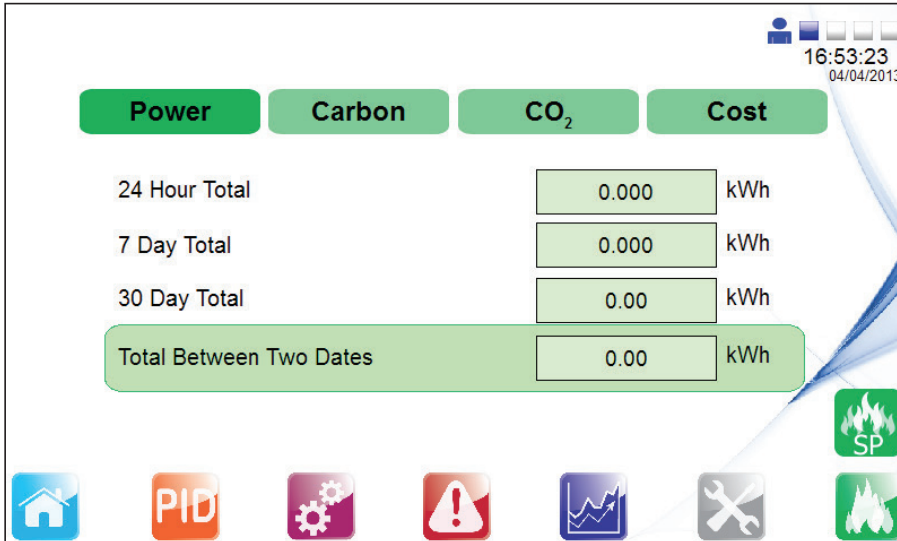 16:53:23
04/04/2013
Power Carbon CO₂ Cost
24 Hour Total 0.000 kWh
7 Day Total 0.000 kWh
30 Day Total 0.00 kWh
Total Between Two Dates 0.00 kWh
SP
PID